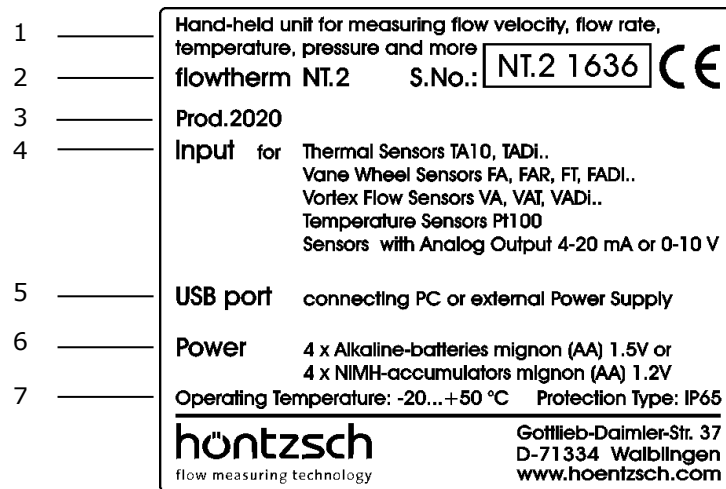 1 Hand-held unit for measuring flow velocity, flow rate,
temperature, pressure and more
2 flowtherm NT.2 S.No.: NT.2 1636 CE
3 Prod.2020
4 Input for Thermal Sensors TA10, TADi..
Vane Wheel Sensors FA, FAR, FT, FADi..
Vortex Flow Sensors VA, VAT, VADi..
Temperature Sensors Pt100
Sensors with Analog Output 4-20 mA or 0-10 V
5 USB port connecting PC or external Power Supply
6 Power 4 x Alkaline-batteries mignon (AA) 1.5V or
4 x NiMH-accumulators mignon (AA) 1.2V
7 Operating Temperature: -20...+50 °C Protection Type: IP65
höntzsch
flow measuring technology
Gottlieb-Daimler-Str. 37
D-71334 Waiblingen
www.hoentzsch.com